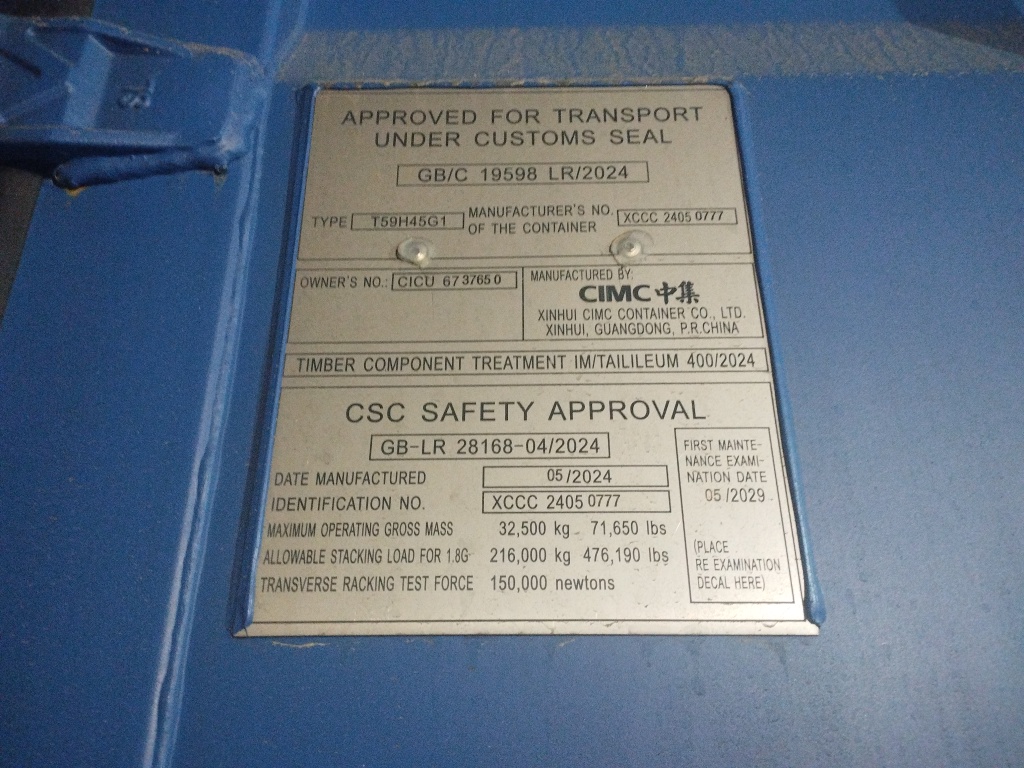 APPROVED FOR TRANSPORT
UNDER CUSTOMS SEAL
GB/C 19598 LR/2024
TYPE T59H45G1 MANUFACTURER'S NO. OF THE CONTAINER XCCC 2405 0777
OWNER'S NO.: CICU 67 3765 0
MANUFACTURED BY:
CIMC 中集
XINHUI CIMC CONTAINER CO., LTD.
XINHUI, GUANGDONG, P.R.CHINA
TIMBER COMPONENT TREATMENT IM/TAILILEUM 400/2024
CSC SAFETY APPROVAL
GB-LR 28168-04/2024
DATE MANUFACTURED 05/2024
IDENTIFICATION NO. XCCC 2405 0777
MAXIMUM OPERATING GROSS MASS 32,500 kg 71,650 lbs
ALLOWABLE STACKING LOAD FOR 1.8G 216,000 kg 476,190 lbs
TRANSVERSE RACKING TEST FORCE 150,000 newtons
FIRST MAINTE-
NANCE EXAMI-
NATION DATE
05/2029
(PLACE
RE EXAMINATION
DECAL HERE)